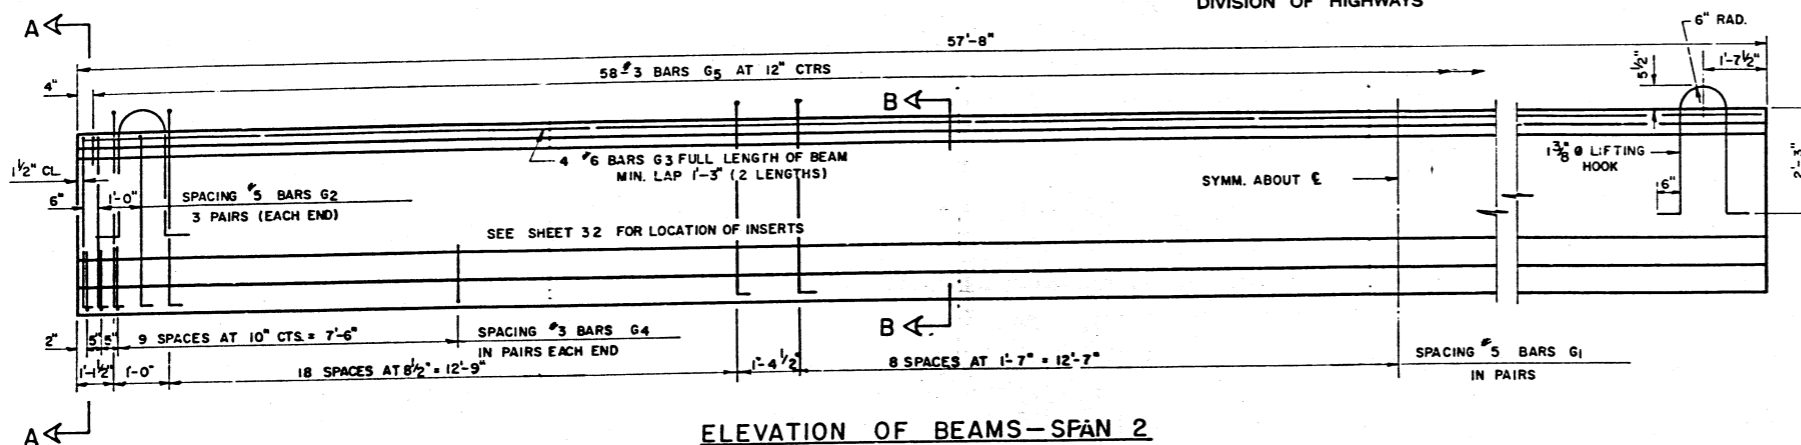 DIVISION OF HIGHWAYS
A
57'-8"
6" RAD.
1'-7½"
5½"
58-#3 BARS G5 AT 12" CTRS
4"
B
4 #6 BARS G3 FULL LENGTH OF BEAM
MIN. LAP 1'-3" (2 LENGTHS)
1⅜" Ø LIFTING
HOOK
2'-3"
1½" CL.
6"
1'-0"
SPACING #5 BARS G2
3 PAIRS (EACH END)
SYMM. ABOUT ℄
6"
SEE SHEET 32 FOR LOCATION OF INSERTS
B
2"
5"
5"
9 SPACES AT 10" CTS. = 7'-6"
SPACING #3 BARS G4
IN PAIRS EACH END
1'-1½"
1'-0"
18 SPACES AT 8½" = 12'-9"
1'-4½"
8 SPACES AT 1'-7" = 12'-7"
SPACING #5 BARS G1
IN PAIRS
A
ELEVATION OF BEAMS-SPAN 2